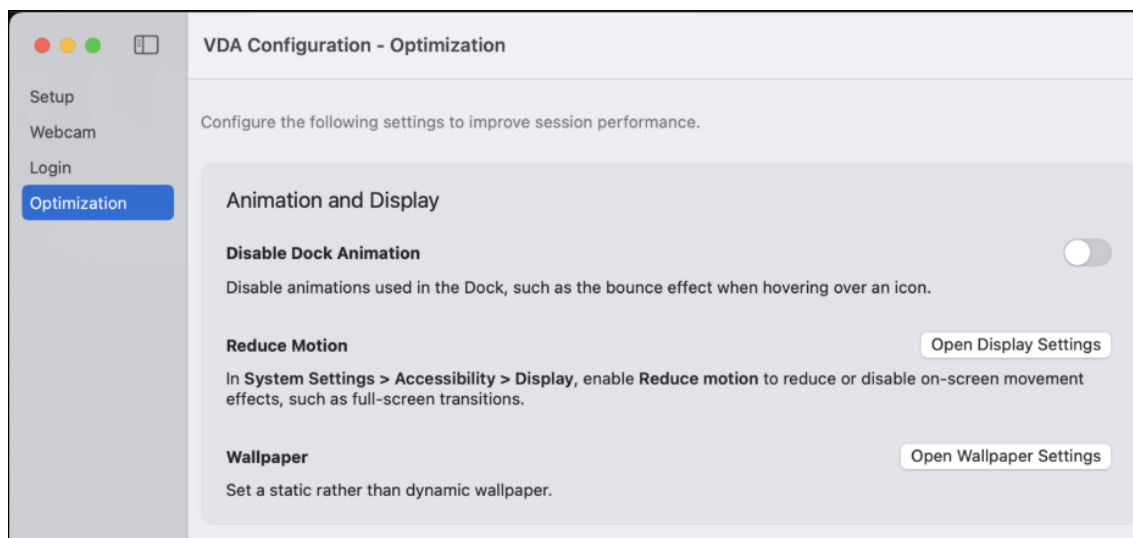 VDA Configuration - Optimization
Setup
Webcam
Login
Optimization
Configure the following settings to improve session performance.
Animation and Display
Disable Dock Animation
Disable animations used in the Dock, such as the bounce effect when hovering over an icon.
Reduce Motion
Open Display Settings
In System Settings > Accessibility > Display, enable Reduce motion to reduce or disable on-screen movement
effects, such as full-screen transitions.
Wallpaper
Open Wallpaper Settings
Set a static rather than dynamic wallpaper.